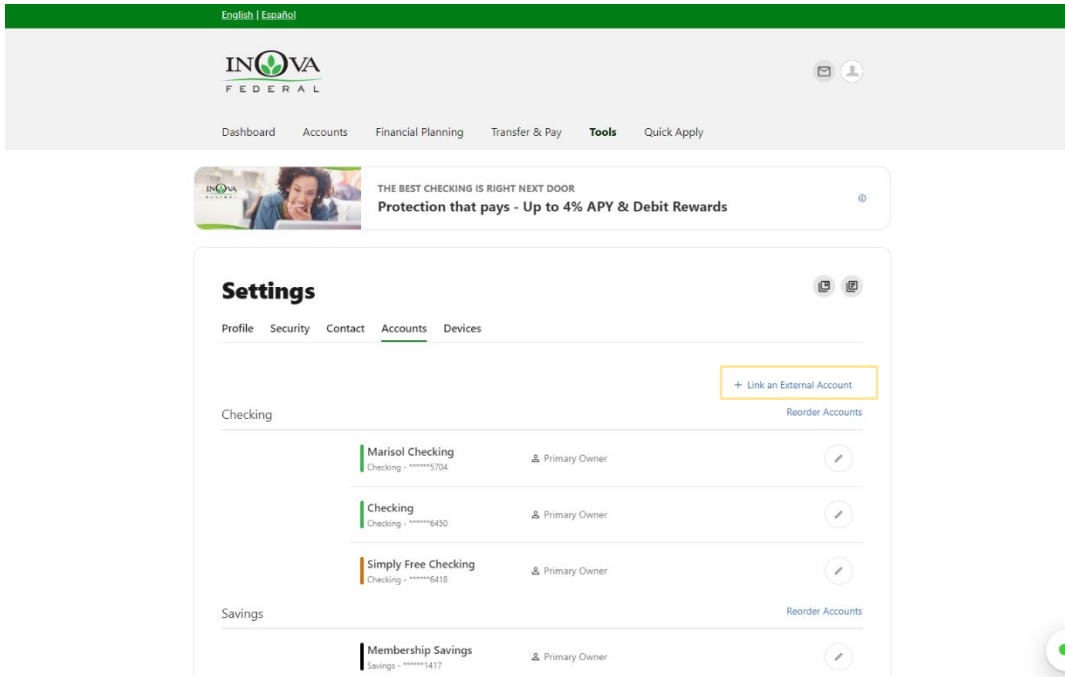 English | Español
INOVA
FEDERAL
Dashboard Accounts Financial Planning Transfer & Pay Tools Quick Apply
INOVA
THE BEST CHECKING IS RIGHT NEXT DOOR
Protection that pays - Up to 4% APY & Debit Rewards
Settings
Profile Security Contact Accounts Devices
+ Link an External Account
Checking Reorder Accounts
Marisol Checking
Checking - ******5704
Primary Owner
Checking
Checking - ******6450
Primary Owner
Simply Free Checking
Checking - ******6418
Primary Owner
Savings Reorder Accounts
Membership Savings
Savings - ******1417
Primary Owner